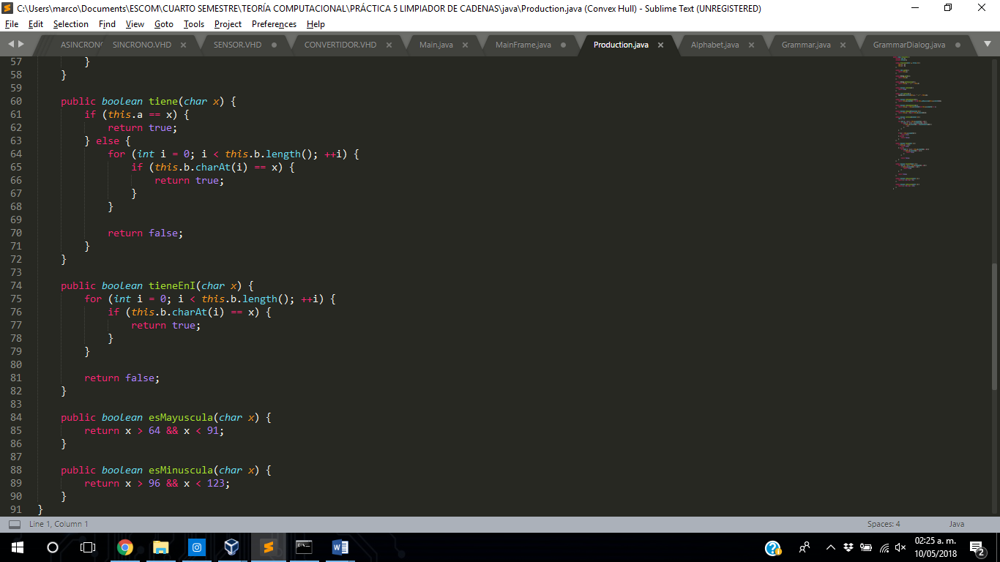 C:\Users\marco\Documents\ESCOM\CUARTO SEMESTRE\TEORÍA COMPUTACIONAL\PRÁCTICA 5 LIMPIADOR DE CADENAS\java\Production.java (Convex Hull) - Sublime Text (UNREGISTERED)
File Edit Selection Find View Goto Tools Project Preferences Help
ASINCRONO SINCRONO.VHD SENSOR.VHD CONVERTIDOR.VHD Main.java MainFrame.java Production.java Alphabet.java Grammar.java GrammarDialog.java
57 }
58 }
59
60 public boolean tiene(char x) {
61 if (this.a == x) {
62 return true;
63 } else {
64 for (int i = 0; i < this.b.length(); ++i) {
65 if (this.b.charAt(i) == x) {
66 return true;
67 }
68 }
69
70 return false;
71 }
72 }
73
74 public boolean tieneEnI(char x) {
75 for (int i = 0; i < this.b.length(); ++i) {
76 if (this.b.charAt(i) == x) {
77 return true;
78 }
79 }
80
81 return false;
82 }
83
84 public boolean esMayuscula(char x) {
85 return x > 64 && x < 91;
86 }
87
88 public boolean esMinuscula(char x) {
89 return x > 96 && x < 123;
90 }
91 }
Line 1, Column 1 Spaces: 4 Java
02:25 a. m.
10/05/2018
2